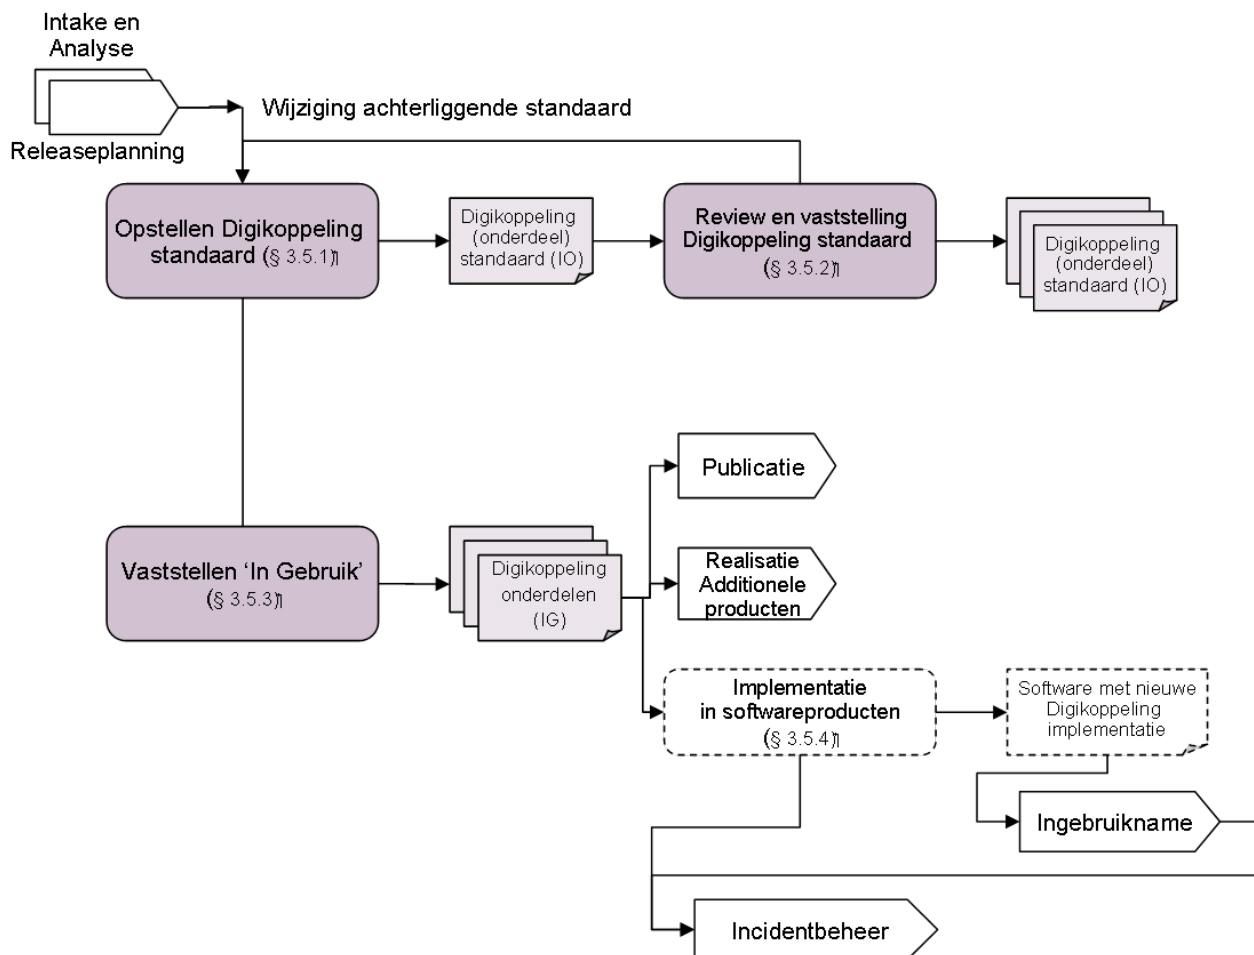 Intake en
Analyse
Wijziging achterliggende standaard
Releaseplanning
Opstellen Digikoppeling
standaard (§ 3.5.1)
Digikoppeling
(onderdeel)
standaard (IO)
Review en vaststelling
Digikoppeling standaard
(§ 3.5.2)
Digikoppeling
(onderdeel)
standaard (IO)
Publicatie
Vaststellen ‘In Gebruik’
(§ 3.5.3)
Digikoppeling
onderdelen
(IG)
Realisatie
Additionele
producten
Implementatie
in softwareproducten
(§ 3.5.4)
Software met nieuwe
Digikoppeling
implementatie
Ingebruikname
Incidentbeheer